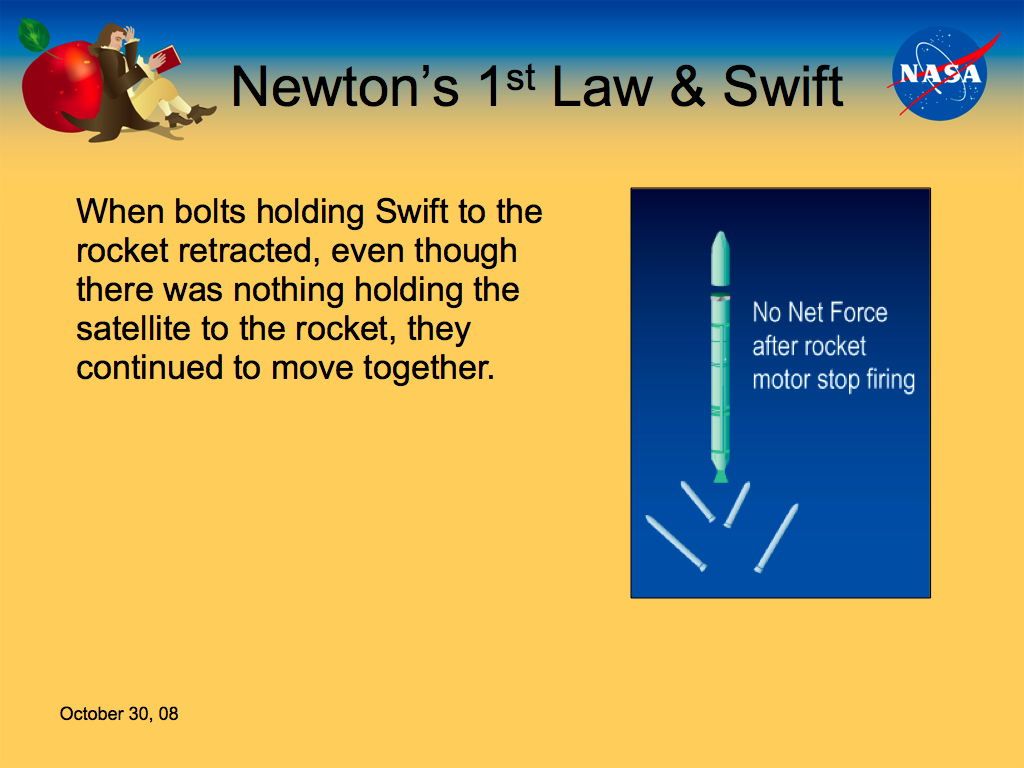 Newton’s 1st Law & Swift
NASA
When bolts holding Swift to the
rocket retracted, even though
there was nothing holding the
satellite to the rocket, they
continued to move together.
No Net Force
after rocket
motor stop firing
October 30, 08